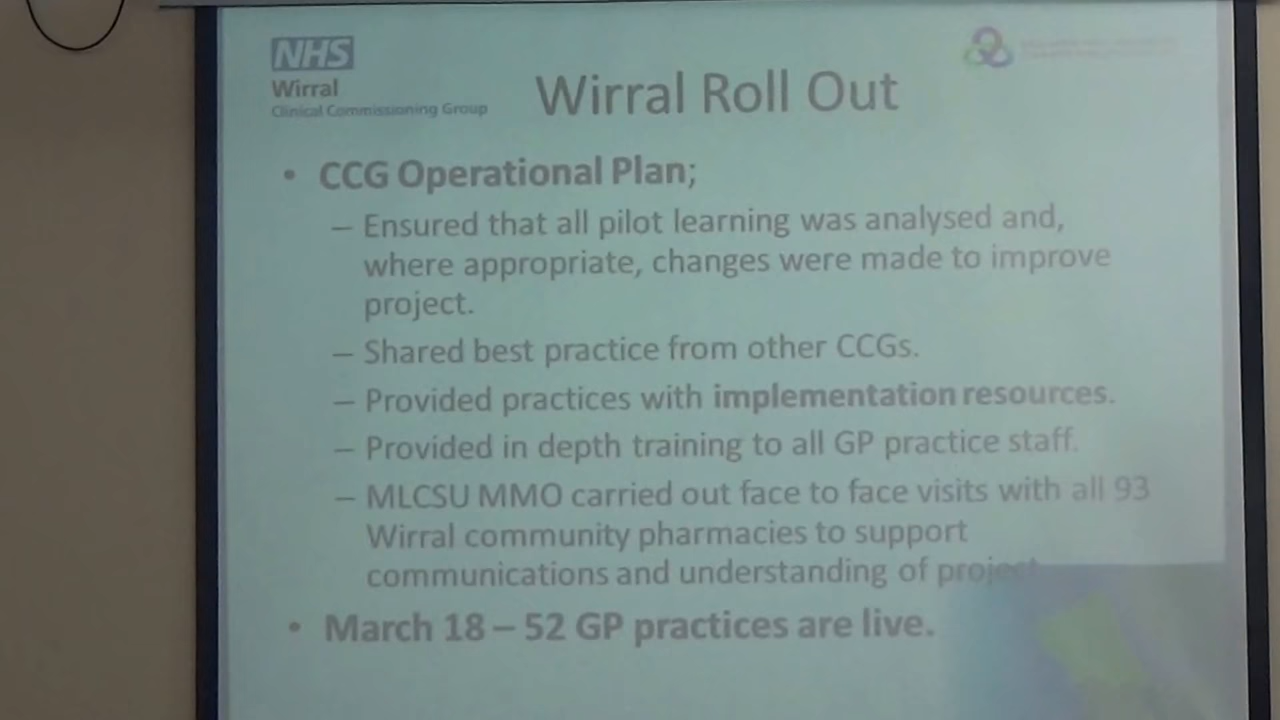 NHS
Wirral
Clinical Commissioning Group
Wirral Roll Out
• CCG Operational Plan;
– Ensured that all pilot learning was analysed and,
where appropriate, changes were made to improve
project.
– Shared best practice from other CCGs.
– Provided practices with implementation resources.
– Provided in depth training to all GP practice staff.
– MLCSU MMO carried out face to face visits with all 93
Wirral community pharmacies to support
communications and understanding of project
• March 18 – 52 GP practices are live.